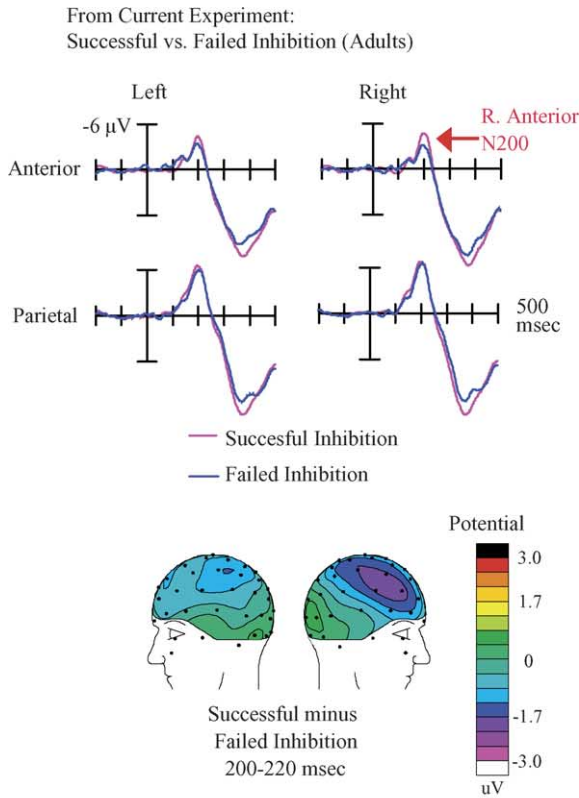 From Current Experiment:
Successful vs. Failed Inhibition (Adults)
Left
Right
-6 µV
R. Anterior
N200
Anterior
Parietal
500
msec
Succesful Inhibition
Failed Inhibition
Potential
3.0
1.7
0
-1.7
-3.0
uV
Successful minus
Failed Inhibition
200-220 msec